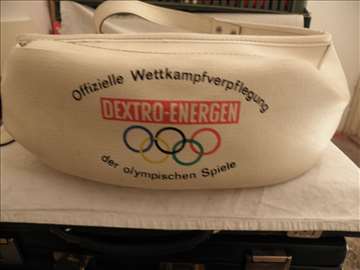 Offizielle Wettkampfverpflegung
DEXTRO-ENERGEN
der olympischen Spiele